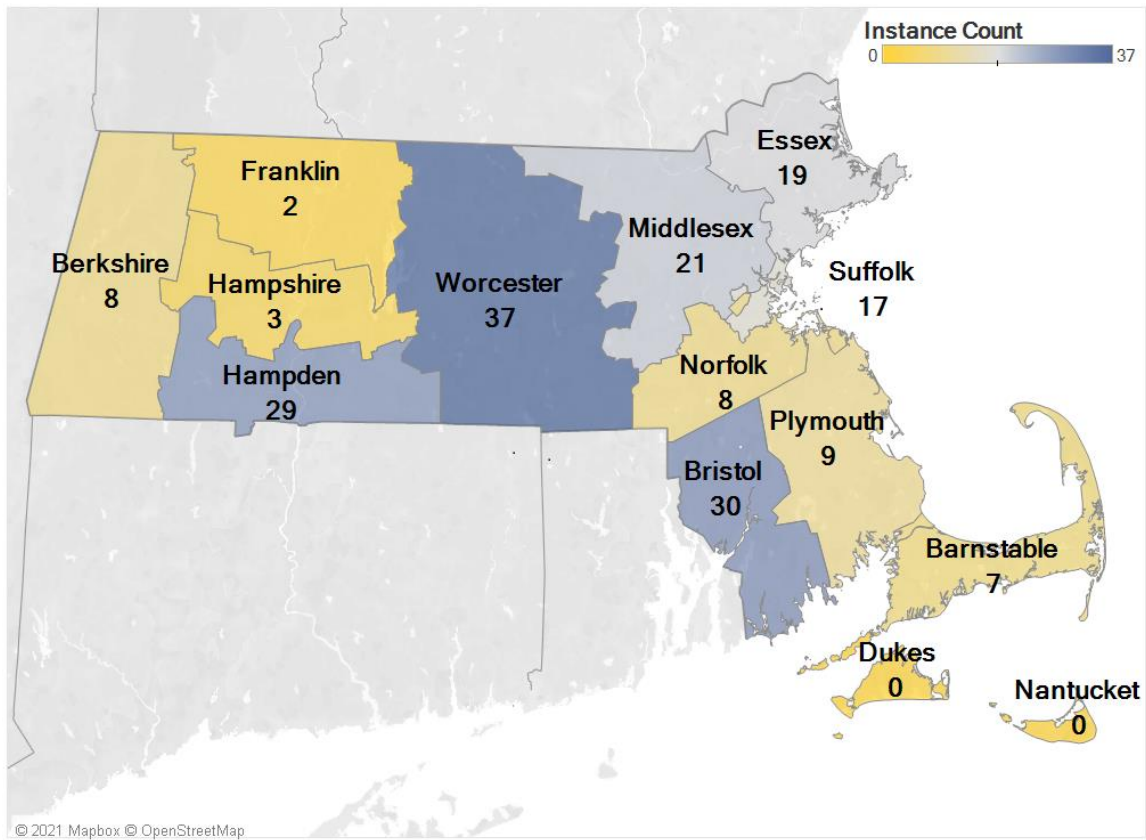 Instance Count
0 37
Essex
19
Franklin
2
Middlesex
21
Berkshire
8
Hampshire
3
Worcester
37
Suffolk
17
Hampden
29
Norfolk
8
Plymouth
9
Bristol
30
Barnstable
7
Dukes
0
Nantucket
0
© 2021 Mapbox © OpenStreetMap